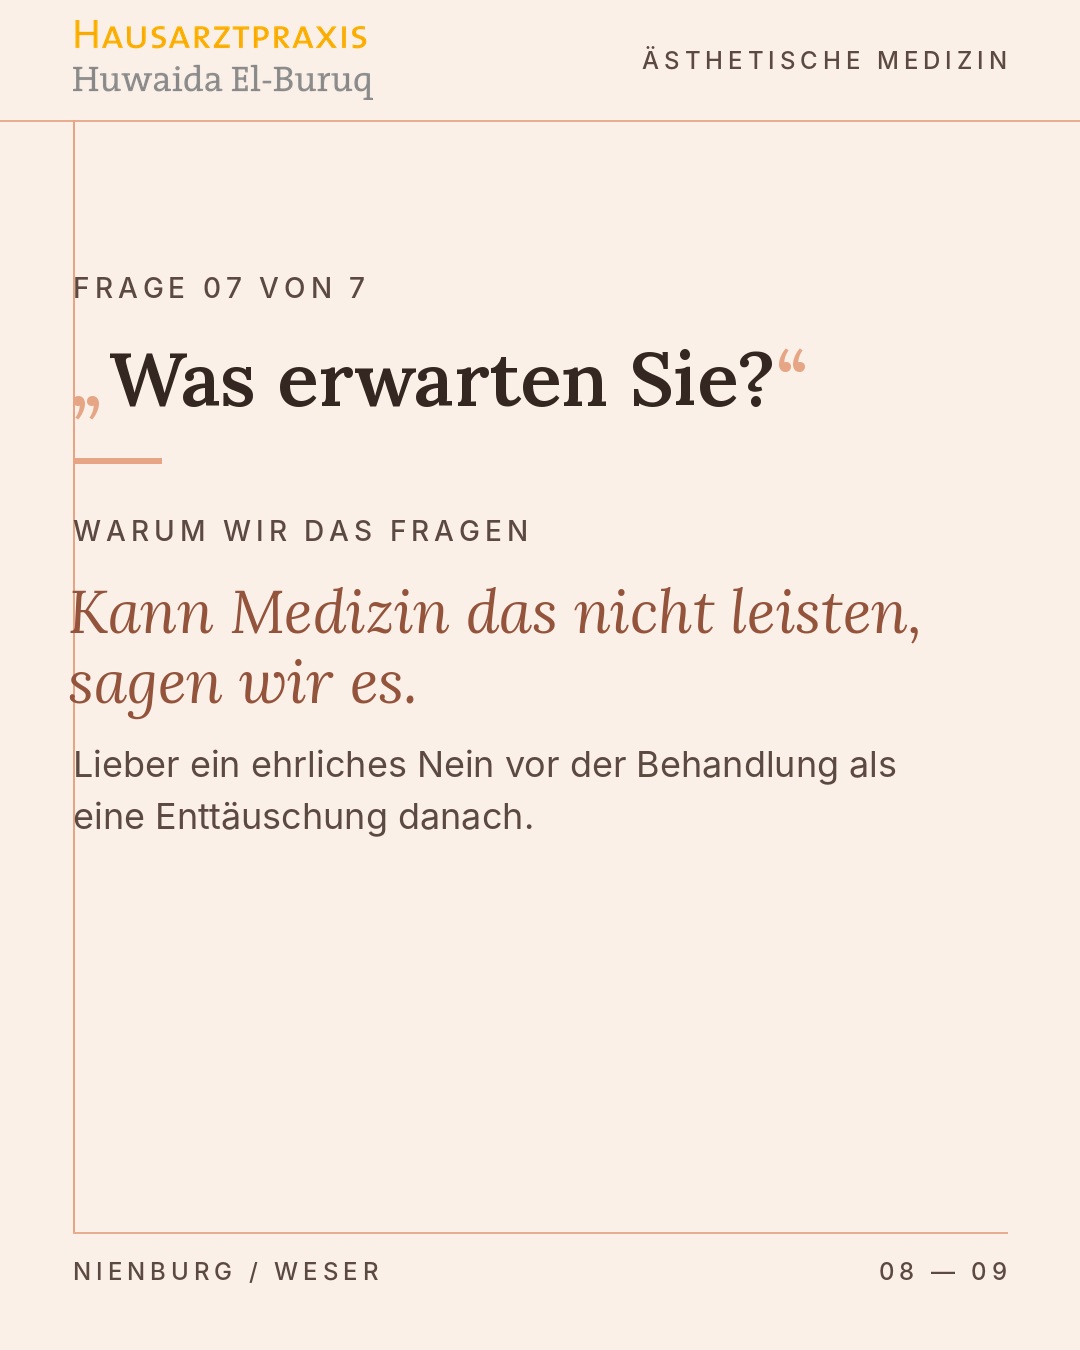 HAUSARZTPRAXIS
Huwaida El-Buruq
ÄSTHETISCHE MEDIZIN
FRAGE 07 VON 7
„Was erwarten Sie?“
WARUM WIR DAS FRAGEN
Kann Medizin das nicht leisten,
sagen wir es.
Lieber ein ehrliches Nein vor der Behandlung als
eine Enttäuschung danach.
NIENBURG / WESER
08 — 09